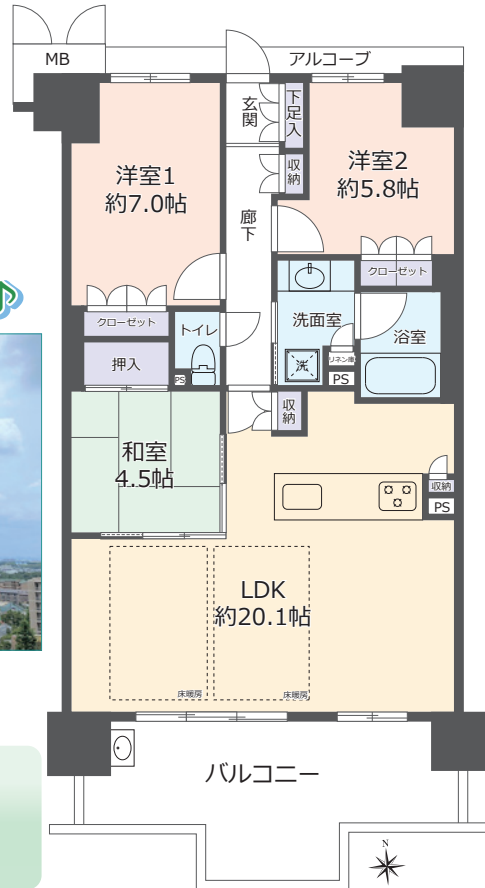 MB
アルコーブ
玄関
下足入
収納
洋室1
約7.0帖
洋室2
約5.8帖
廊下
クローゼット
クローゼット
トイレ
洗面室
浴室
押入
PS
洗
リネン庫
PS
和室
4.5帖
収納
収納
PS
LDK
約20.1帖
床暖房
床暖房
バルコニー
N